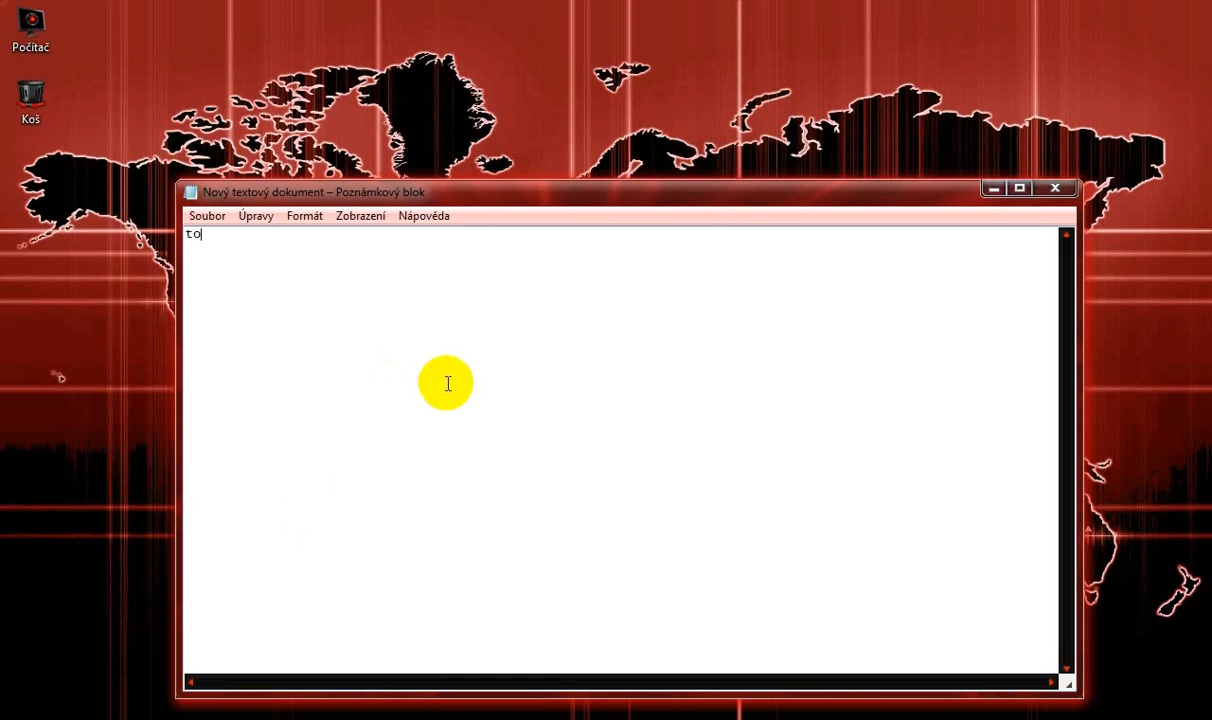 Počítač
Koš
Nový textový dokument – Poznámkový blok
Soubor Úpravy Formát Zobrazení Nápověda
to